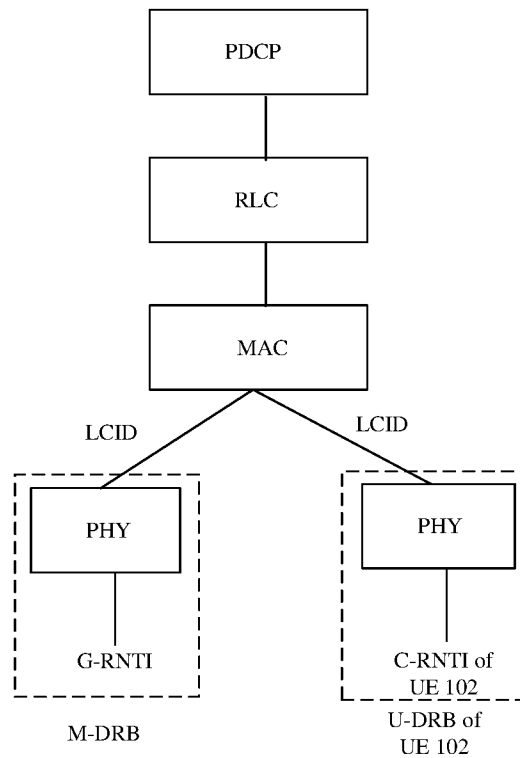 PDCP
RLC
MAC
LCID
LCID
PHY
PHY
G-RNTI
C-RNTI of
UE 102
M-DRB
U-DRB of
UE 102